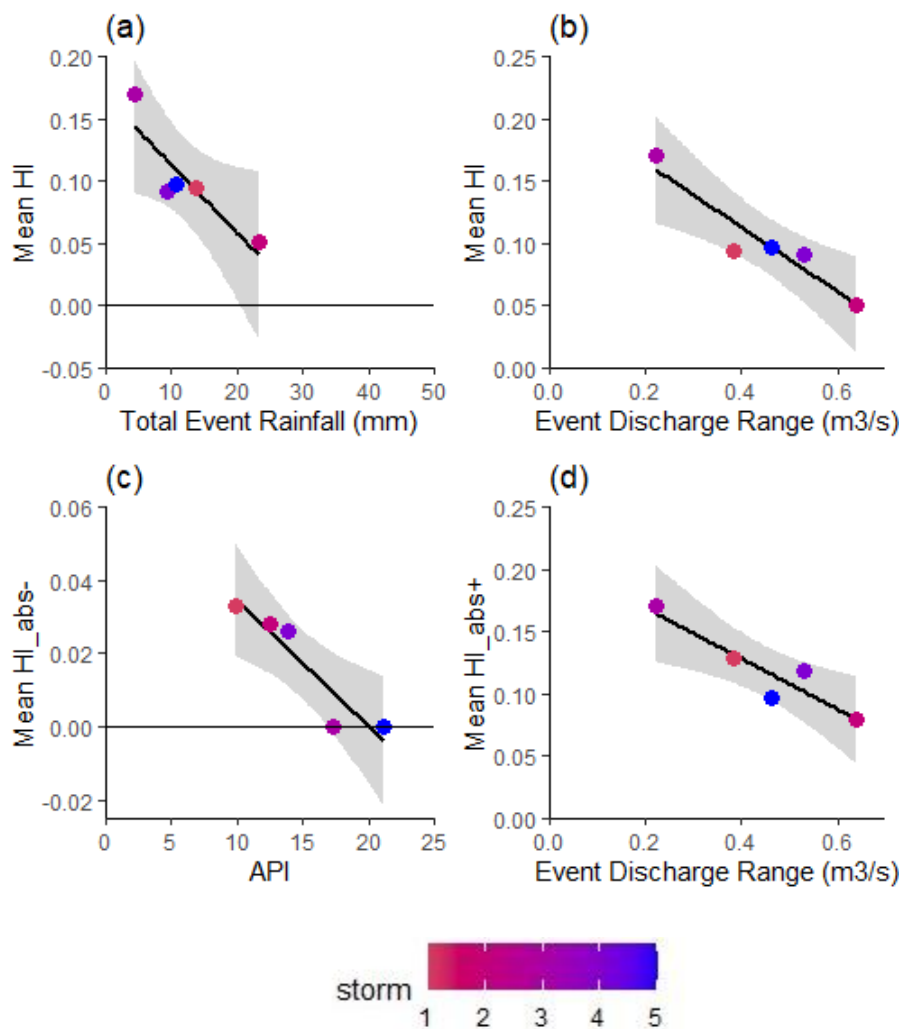 (a)
Mean HI
0.20
0.15
0.10
0.05
0.00
-0.05
0 10 20 30 40 50
Total Event Rainfall (mm)
(b)
Mean HI
0.25
0.20
0.15
0.10
0.05
0.00
0.0 0.2 0.4 0.6
Event Discharge Range (m3/s)
(c)
Mean HI_abs-
0.06
0.04
0.02
0.00
-0.02
0 5 10 15 20 25
API
(d)
Mean HI_abs+
0.25
0.20
0.15
0.10
0.05
0.00
0.0 0.2 0.4 0.6
Event Discharge Range (m3/s)
storm
1 2 3 4 5